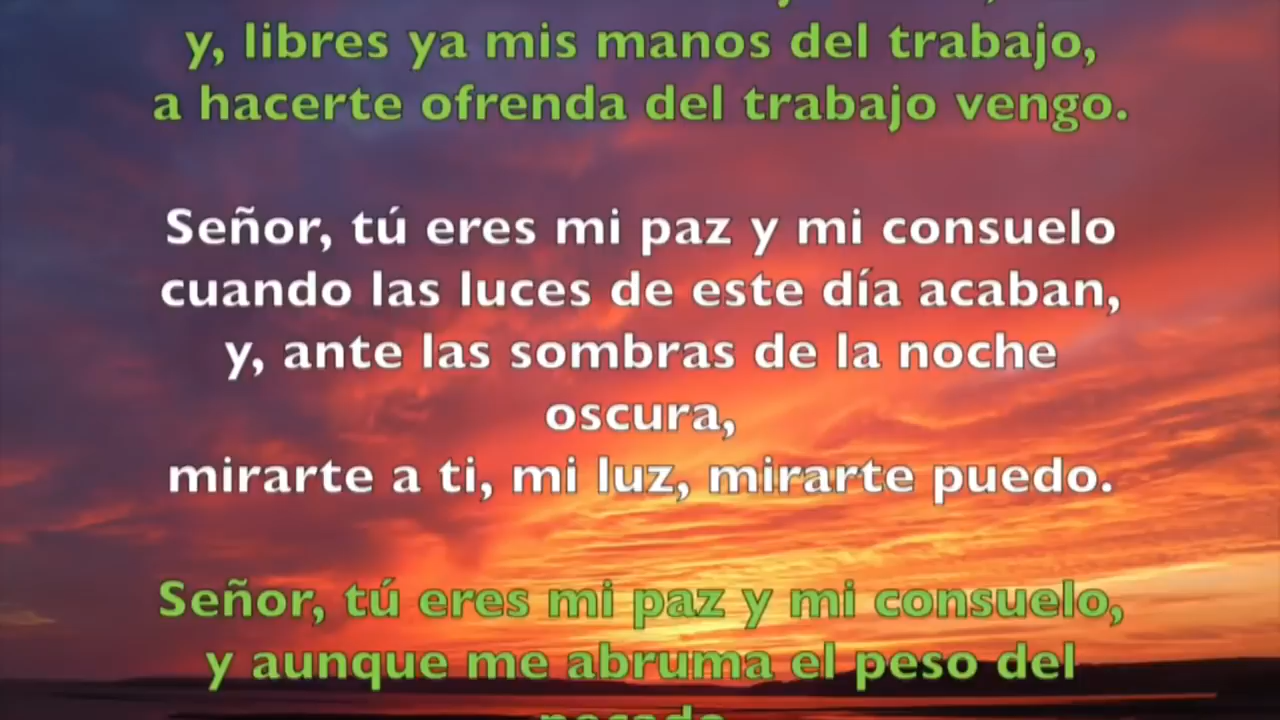 y, libres ya mis manos del trabajo,
a hacerte ofrenda del trabajo vengo.
Señor, tú eres mi paz y mi consuelo
cuando las luces de este día acaban,
y, ante las sombras de la noche
oscura,
mirarte a ti, mi luz, mirarte puedo.
Señor, tú eres mi paz y mi consuelo,
y aunque me abruma el peso del